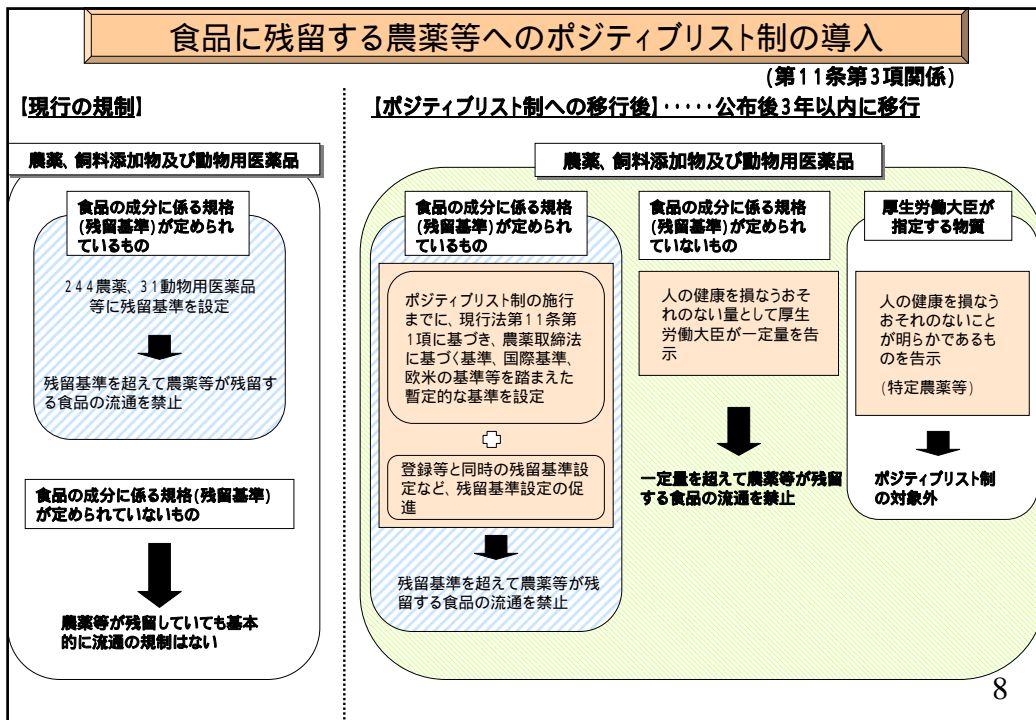 食品に残留する農薬等へのポジティブリスト制の導入
(第11条第3項関係)
【現行の規制】
農薬、飼料添加物及び動物用医薬品
食品の成分に係る規格
(残留基準)が定められ
ているもの
244農薬、31動物用医薬品
等に残留基準を設定
残留基準を超えて農薬等が残留す
る食品の流通を禁止
食品の成分に係る規格(残留基準)
が定められていないもの
農薬等が残留していても基本
的に流通の規制はない
【ポジティブリスト制への移行後】・・・・・公布後3年以内に移行
農薬、飼料添加物及び動物用医薬品
食品の成分に係る規格
(残留基準)が定められ
ているもの
ポジティブリスト制の施行
までに、現行法第11条第
1項に基づき、農薬取締法
に基づく基準、国際基準、
欧米の基準等を踏まえた
暫定的な基準を設定
登録等と同時の残留基準設
定など、残留基準設定の促
進
残留基準を超えて農薬等が残
留する食品の流通を禁止
食品の成分に係る規格
(残留基準)が定められ
ていないもの
人の健康を損なうおそ
れのない量として厚生
労働大臣が一定量を告
示
一定量を超えて農薬等が残留
する食品の流通を禁止
厚生労働大臣が
指定する物質
人の健康を損なう
おそれのないこと
が明らかであるも
のを告示
(特定農薬等)
ポジティブリスト制
の対象外
8